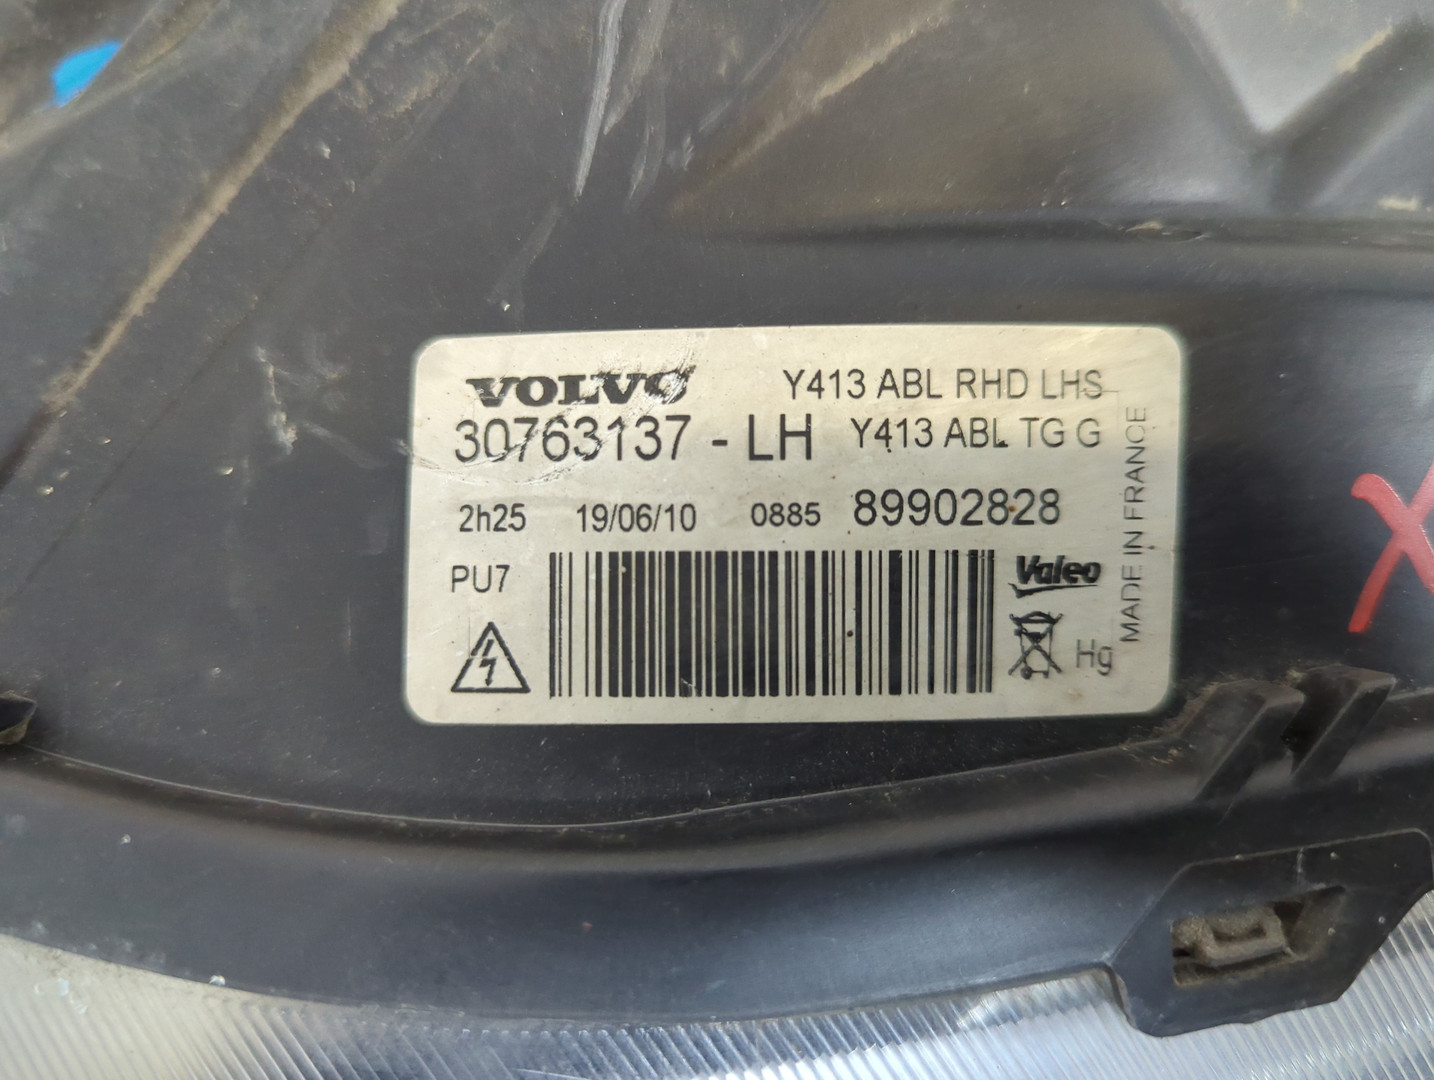 VOLVO Y413 ABL RHD LHS
30763137 - LH Y413 ABL TG G
2h25 19/06/10 0885 89902828
PU7
Valeo
Hg
MADE IN FRANCE
X